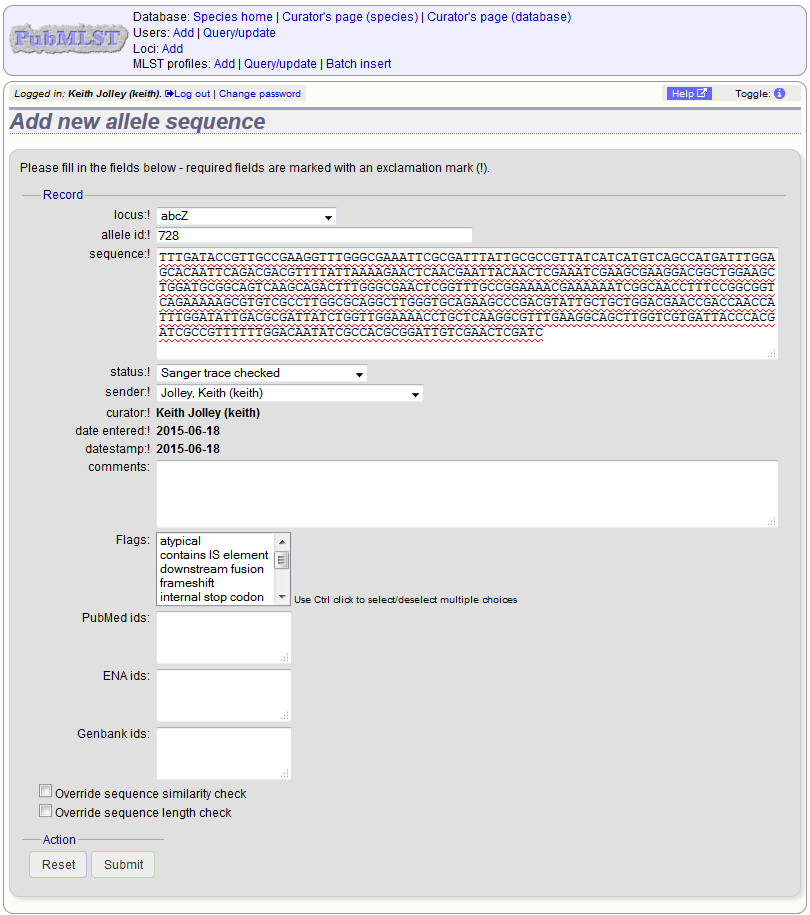 PubMLST
Database: Species home | Curator's page (species) | Curator's page (database)
Users: Add | Query/update
Loci: Add
MLST profiles: Add | Query/update | Batch insert
Logged in: Keith Jolley (keith). Log out | Change password
Help
Toggle:
Add new allele sequence
Please fill in the fields below - required fields are marked with an exclamation mark (!).
Record
locus:! abcZ
allele id:! 728
sequence:! TTTGATACCGTTGCCGAAGGTTTGGGCGAAATTCGCGATTTATTGCGCCGTTATCATCATGTCAGCCATGATTTGGA
GCACAATTCAGACGACGTTTTATTAAAAGAACTCAACGAATTACAACTCGAAATCGAAGCGAAGGACGGCTGGAAGC
TGGATGCGGCAGTCAAGCAGACTTTGGGCGAACTCGGTTTGCCGGAAAACGAAAAAATCGGCAACCTTTCCGGCGGT
CAGAAAAAGCGTGTCGCCTTGGCGCAGGCTTGGGTGCAGAAGCCCGACGTATTGCTGCTGGACGAACCGACCAACCA
TTTGGATATTGACGCGATTATCTGGTTGGAAAACCTGCTCAAGGCGTTTGAAGGCAGCTTGGTCGTGATTACCCACG
ATCGCCGTTTTTTGGACAATATCGCCACGCGGATTGTCGAACTCGATC
status:! Sanger trace checked
sender:! Jolley, Keith (keith)
curator:! Keith Jolley (keith)
date entered:! 2015-06-18
datestamp:! 2015-06-18
comments:
Flags: atypical
contains IS element
downstream fusion
frameshift
internal stop codon
Use Ctrl click to select/deselect multiple choices
PubMed ids:
ENA ids:
Genbank ids:
Override sequence similarity check
Override sequence length check
Action
Reset Submit